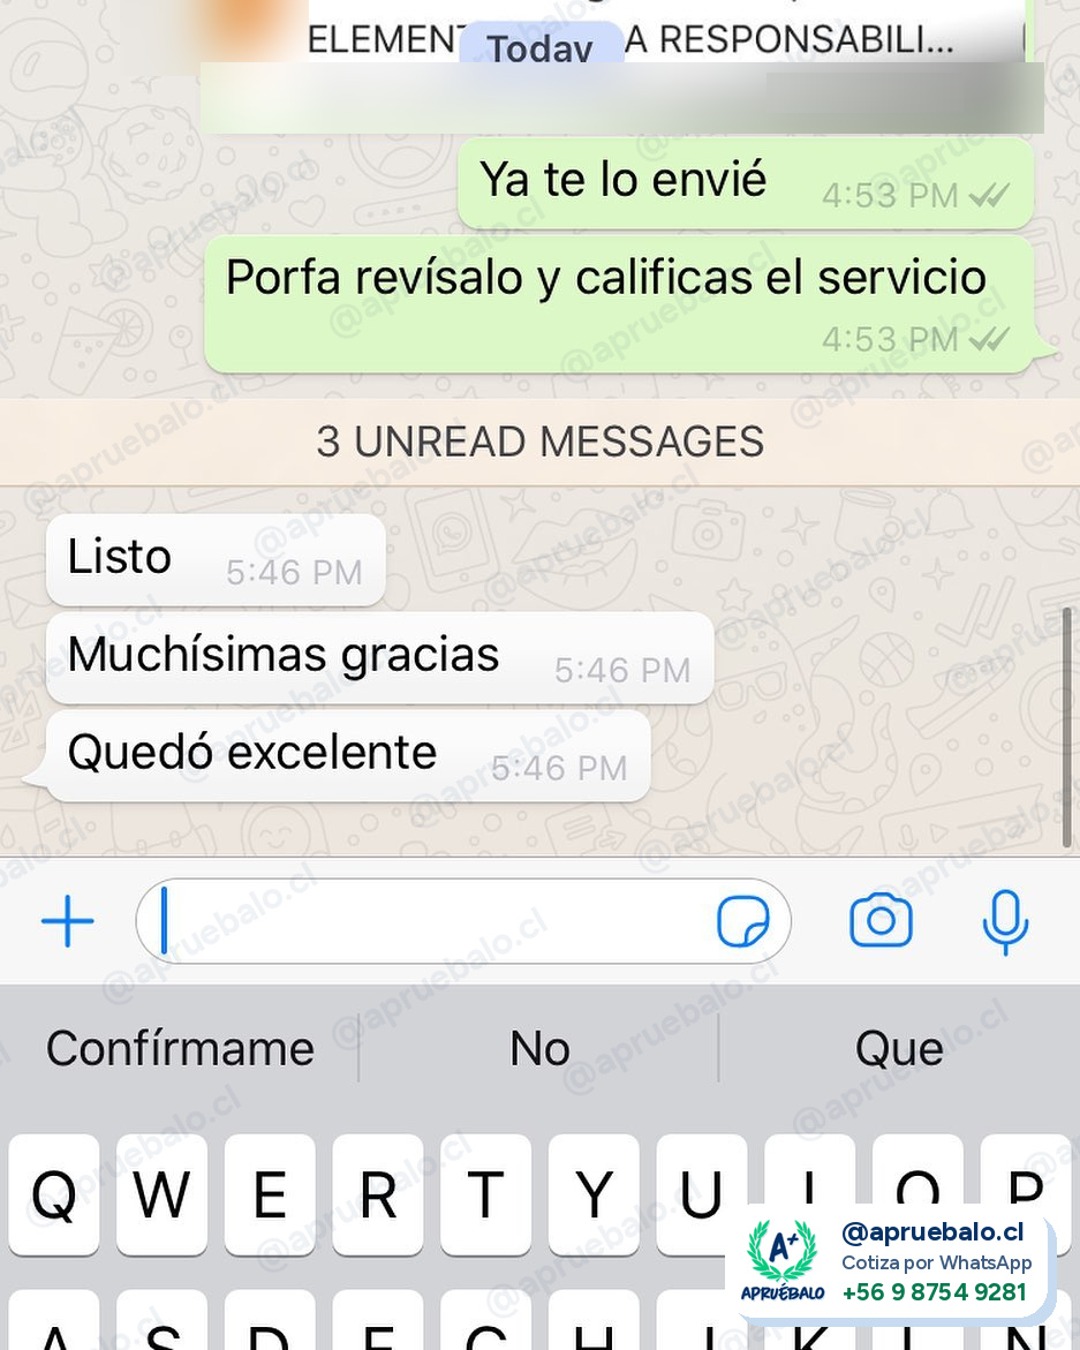 ELEMENT
A RESPONSABILI...
Today
Ya te lo envié
4:53 PM
Porfa revísalo y calificas el servicio
4:53 PM
3 UNREAD MESSAGES
Listo
5:46 PM
Muchísimas gracias
5:46 PM
Quedó excelente
5:46 PM
Confírmame
No
Que
Q W E R T Y U I O P
@apruebalo.cl
Cotiza por WhatsApp
+56 9 8754 9281
A+
APRUÉBALO
A S D F G H J K L Ñ